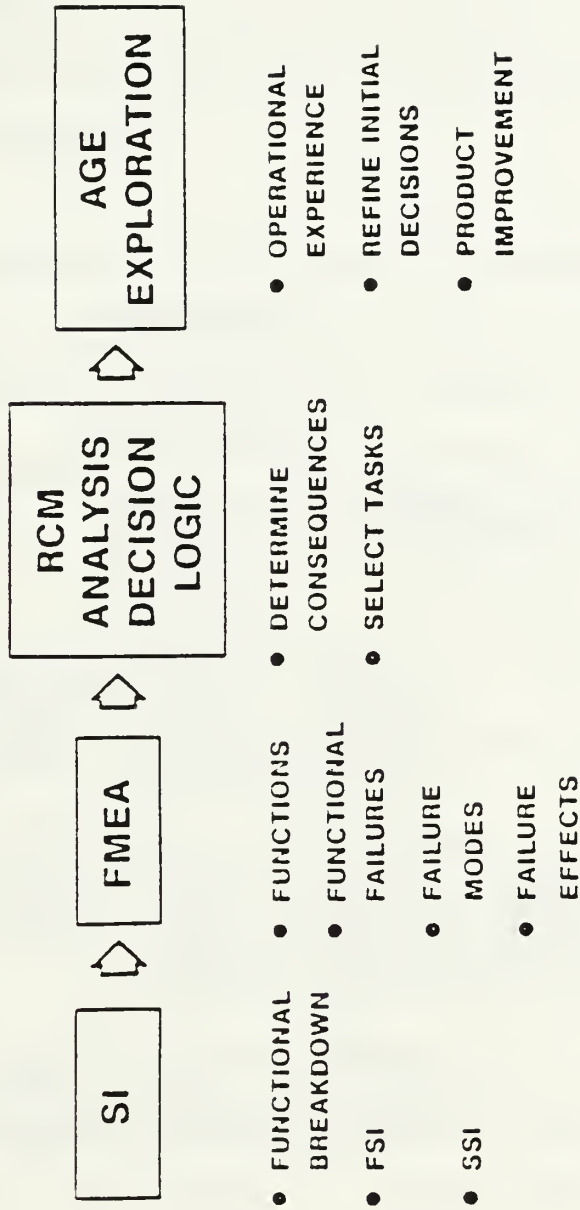 SI
FMEA
RCM
ANALYSIS
DECISION
LOGIC
AGE
EXPLORATION
• FUNCTIONAL
BREAKDOWN
• FSI
• SSI
• FUNCTIONS
• FUNCTIONAL
FAILURES
• FAILURE
MODES
• FAILURE
EFFECTS
• DETERMINE
CONSEQUENCES
• SELECT TASKS
• OPERATIONAL
EXPERIENCE
• REFINE INITIAL
DECISIONS
• PRODUCT
IMPROVEMENT